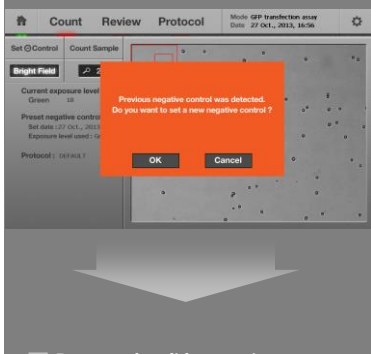 Count Review Protocol
Mode GFP transfection assay
Date 27 Oct., 2013, 16:56
Set Control Count Sample
Bright Field
Current exposure level
Green
Previous negative control was detected.
Do you want to set a new negative control ?
Preset negative contro
Set date : 27 Oct., 2013
Exposure level used :
Protocol : DEFAULT
OK Cancel